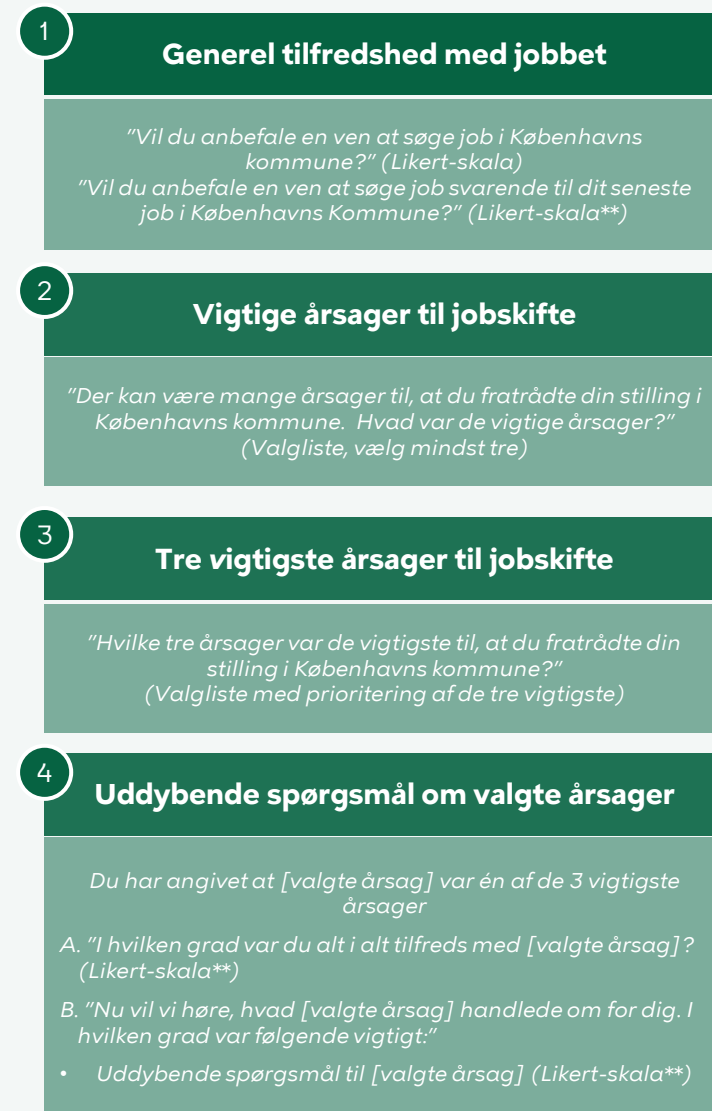 1
Generel tilfredshed med jobbet
"Vil du anbefale en ven at søge job i Københavns
kommune?" (Likert-skala)
"Vil du anbefale en ven at søge job svarende til dit seneste
job i Københavns Kommune?" (Likert-skala**)
2
Vigtige årsager til jobskifte
"Der kan være mange årsager til, at du fratrådte din stilling i
Københavns kommune.  Hvad var de vigtige årsager?"
(Valgliste, vælg mindst tre)
3
Tre vigtigste årsager til jobskifte
"Hvilke tre årsager var de vigtigste til, at du fratrådte din
stilling i Københavns kommune?"
(Valgliste med prioritering af de tre vigtigste)
4
Uddybende spørgsmål om valgte årsager
Du har angivet at [valgte årsag] var én af de 3 vigtigste
årsager
A. "I hvilken grad var du alt i alt tilfreds med [valgte årsag]?
(Likert-skala**)
B. "Nu vil vi høre, hvad [valgte årsag] handlede om for dig. I
hvilken grad var følgende vigtigt:"
• Uddybende spørgsmål til [valgte årsag] (Likert-skala**)